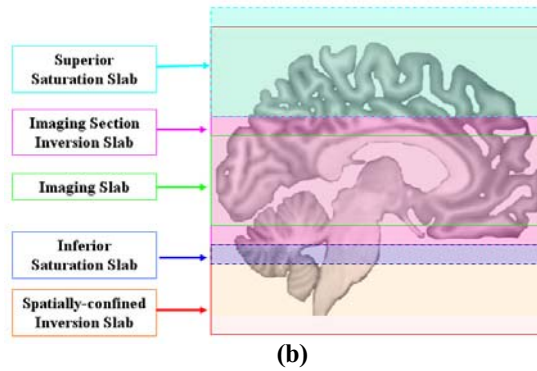 Superior
Saturation Slab
Imaging Section
Inversion Slab
Imaging Slab
Inferior
Saturation Slab
Spatially-confined
Inversion Slab
(b)